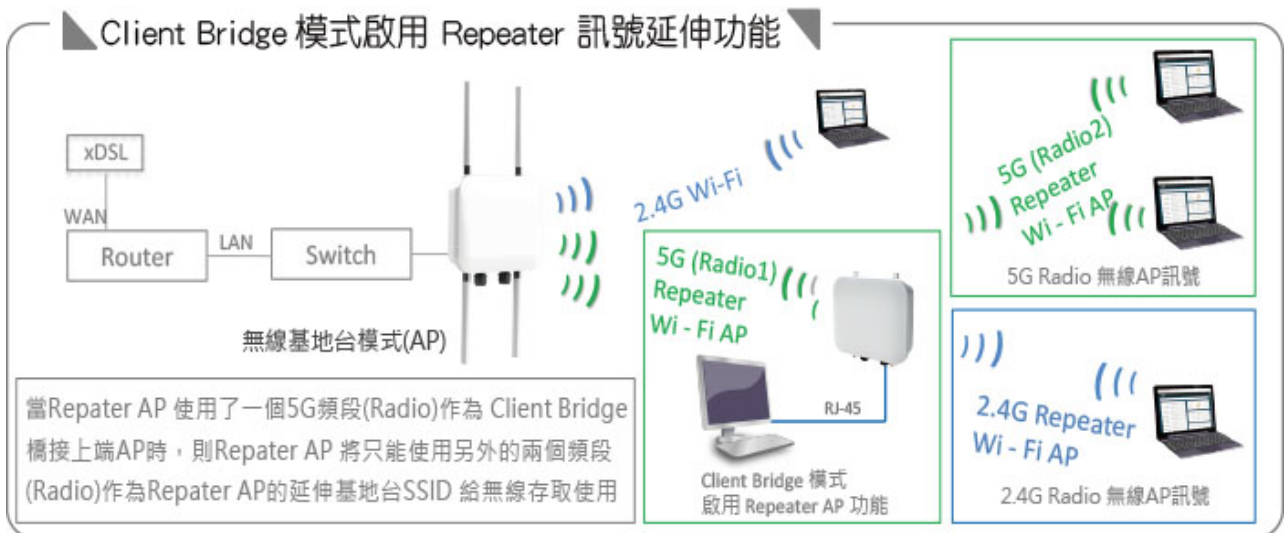 Client Bridge 模式啟用 Repeater 訊號延伸功能
xDSL
WAN
Router
LAN
Switch
無線基地台模式(AP)
2.4G Wi-Fi
5G (Radio1)
Repeater
Wi - Fi AP
RJ-45
Client Bridge 模式
啟用 Repeater AP 功能
5G (Radio2)
Repeater
Wi - Fi AP
5G Radio 無線AP訊號
2.4G Repeater
Wi - Fi AP
2.4G Radio 無線AP訊號
當Repater AP 使用了一個5G頻段(Radio)作為 Client Bridge
橋接上端AP時，則Repater AP 將只能使用另外的兩個頻段
(Radio)作為Repater AP的延伸基地台SSID 給無線存取使用